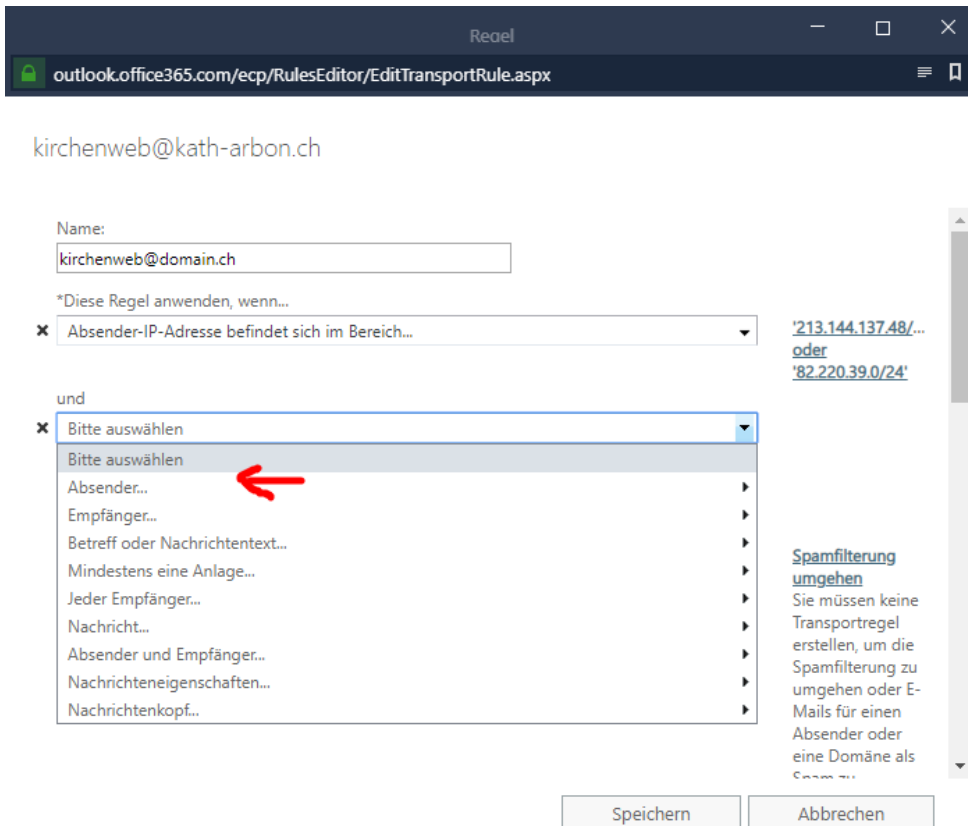 Regel
outlook.office365.com/ecp/RulesEditor/EditTransportRule.aspx
kirchenweb@kath-arbon.ch
Name:
kirchenweb@domain.ch
*Diese Regel anwenden, wenn...
Absender-IP-Adresse befindet sich im Bereich...
'213.144.137.48/...
oder
'82.220.39.0/24'
und
Bitte auswählen
Bitte auswählen
Absender...
Empfänger...
Betreff oder Nachrichtentext...
Mindestens eine Anlage...
Jeder Empfänger...
Nachricht...
Absender und Empfänger...
Nachrichteneigenschaften...
Nachrichtenkopf...
Spamfilterung
umgehen
Sie müssen keine
Transportregel
erstellen, um die
Spamfilterung zu
umgehen oder E-
Mails für einen
Absender oder
eine Domäne als
Spam zu
Speichern
Abbrechen